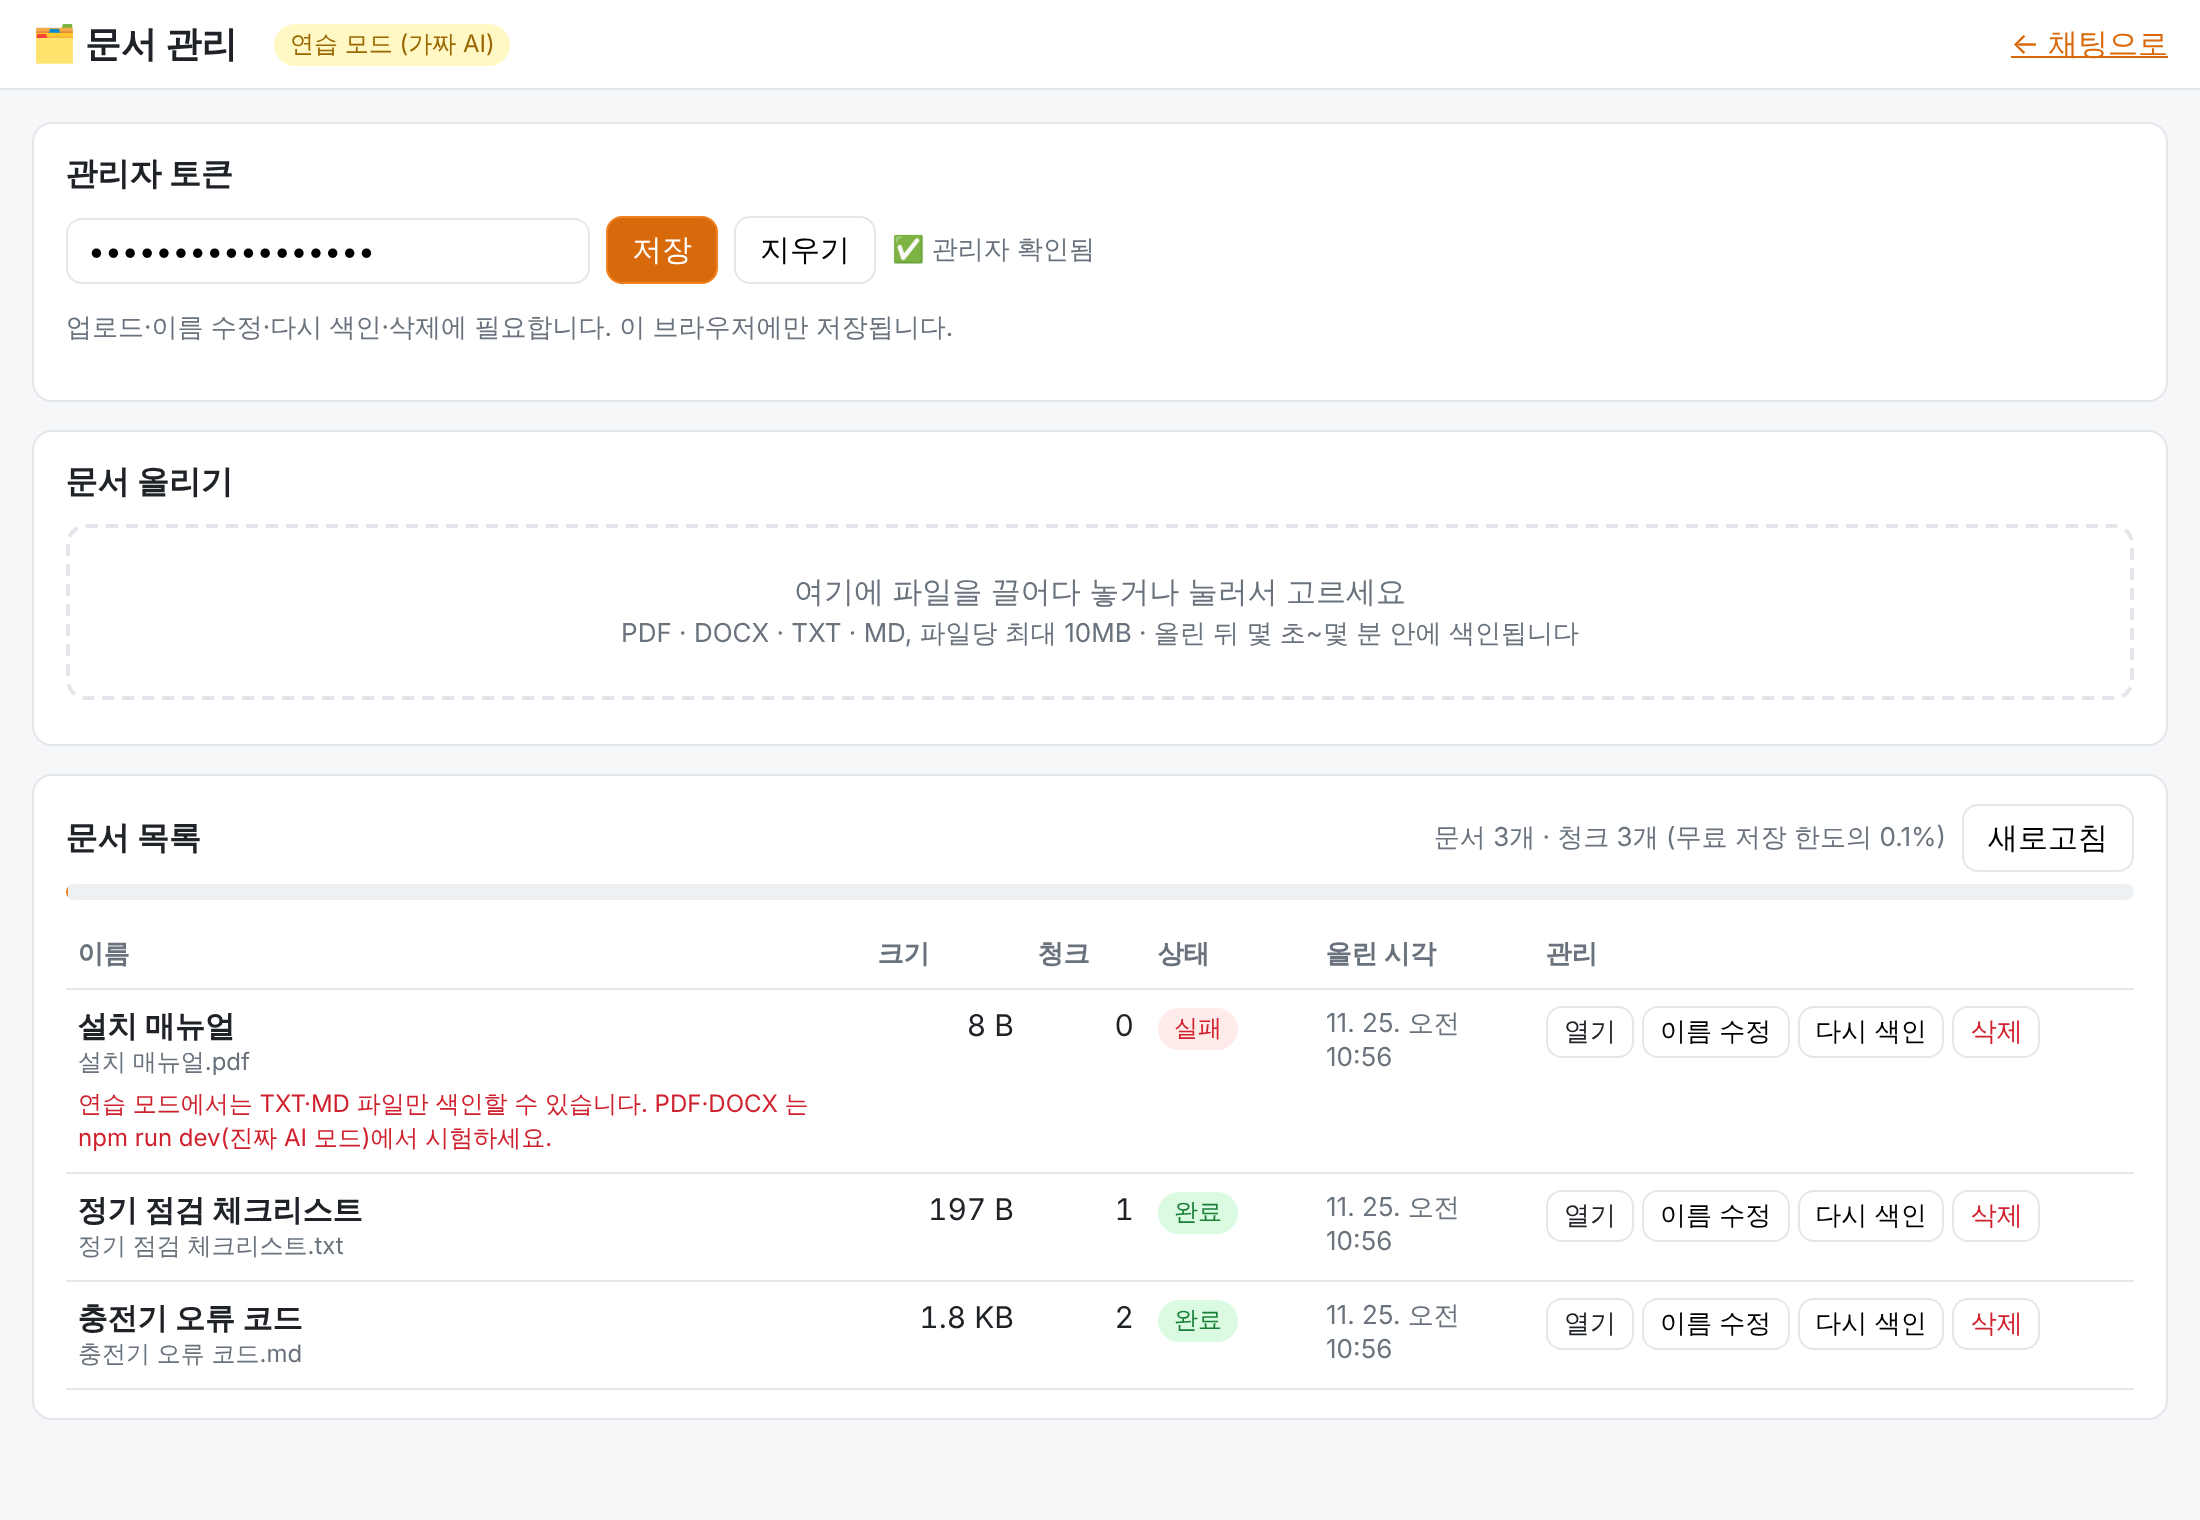 문서 관리
연습 모드 (가짜 AI)
← 채팅으로
관리자 토큰
•••••••••••••••••
저장
지우기
✅ 관리자 확인됨
업로드·이름 수정·다시 색인·삭제에 필요합니다. 이 브라우저에만 저장됩니다.
문서 올리기
여기에 파일을 끌어다 놓거나 눌러서 고르세요
PDF · DOCX · TXT · MD, 파일당 최대 10MB · 올린 뒤 몇 초~몇 분 안에 색인됩니다
문서 목록
문서 3개 · 청크 3개 (무료 저장 한도의 0.1%)
새로고침
이름 크기 청크 상태 올린 시각 관리
설치 매뉴얼 8 B 0 실패 11. 25. 오전 10:56 열기 이름 수정 다시 색인 삭제
설치 매뉴얼.pdf
연습 모드에서는 TXT·MD 파일만 색인할 수 있습니다. PDF·DOCX 는
npm run dev(진짜 AI 모드)에서 시험하세요.
정기 점검 체크리스트 197 B 1 완료 11. 25. 오전 10:56 열기 이름 수정 다시 색인 삭제
정기 점검 체크리스트.txt
충전기 오류 코드 1.8 KB 2 완료 11. 25. 오전 10:56 열기 이름 수정 다시 색인 삭제
충전기 오류 코드.md